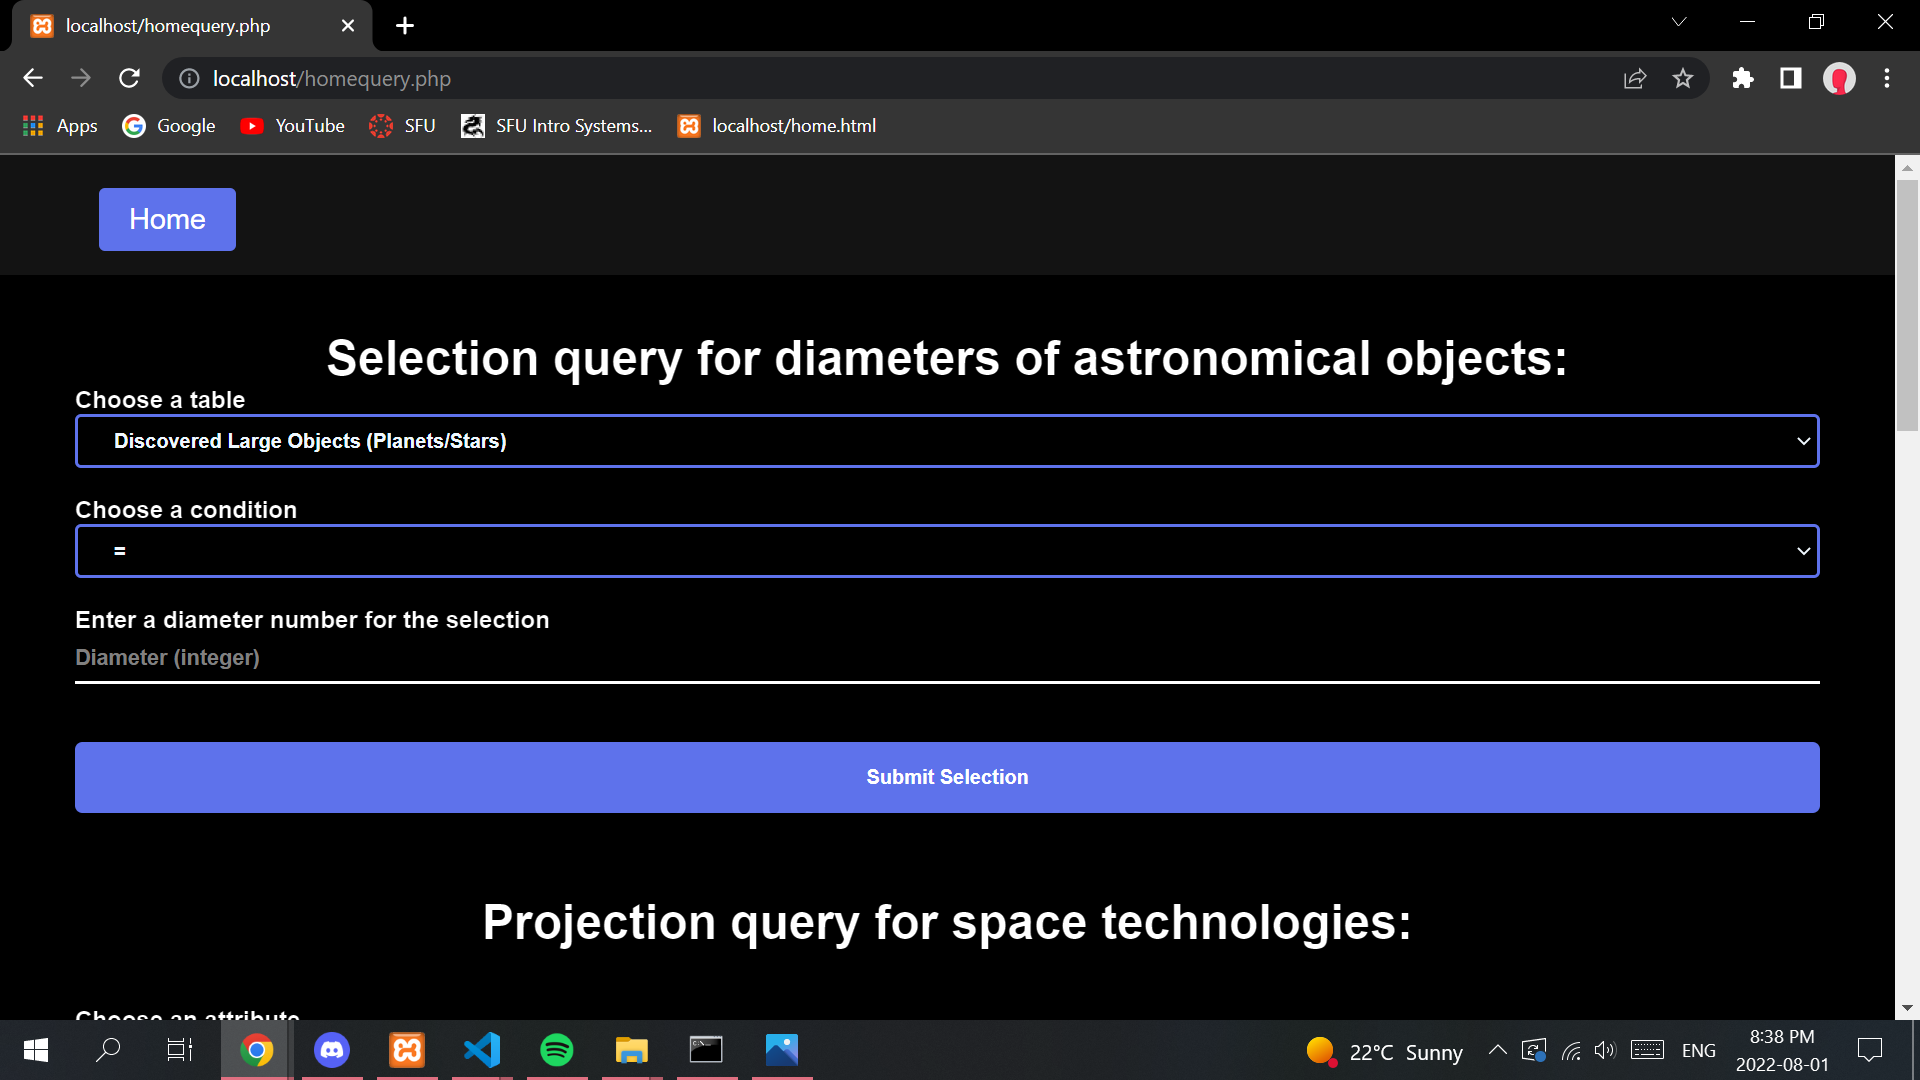 localhost/homequery.php
localhost/homequery.php
Apps Google YouTube SFU SFU Intro Systems... localhost/home.html
Home
Selection query for diameters of astronomical objects:
Choose a table
Discovered Large Objects (Planets/Stars)
Choose a condition
=
Enter a diameter number for the selection
Diameter (integer)
Submit Selection
Projection query for space technologies:
Choose an attribute
22°C Sunny ENG 8:38 PM
2022-08-01